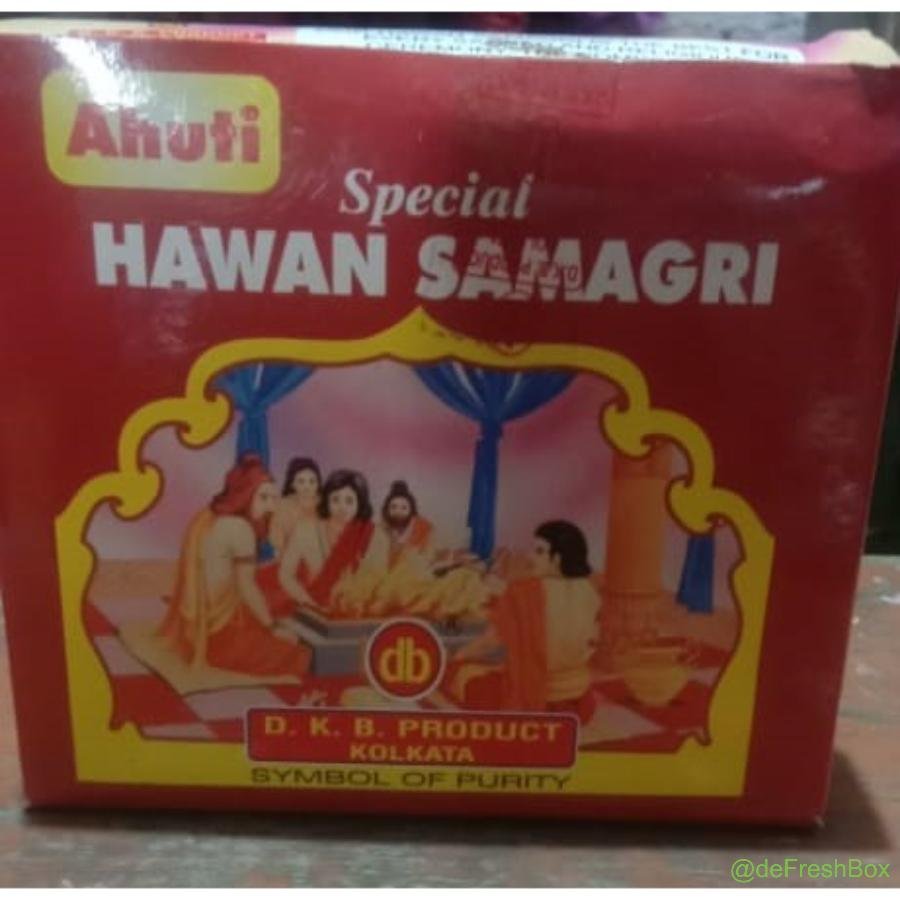 Ahuti
Special
HAWAN SAMAGRI
db
D. K. B. PRODUCT
KOLKATA
SYMBOL OF PURITY
@deFreshBox